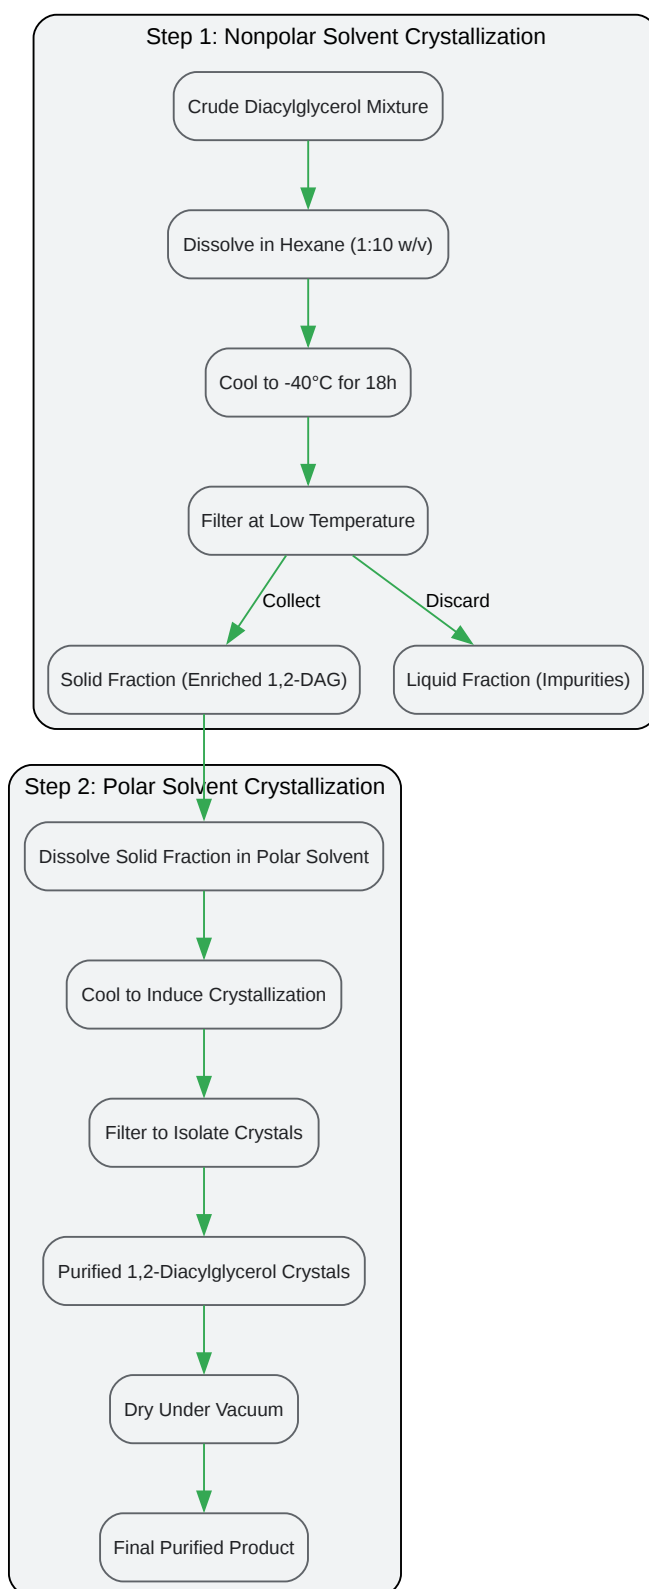 Step 1: Nonpolar Solvent Crystallization
Crude Diacylglycerol Mixture
Dissolve in Hexane (1:10 w/v)
Cool to -40°C for 18h
Filter at Low Temperature
Collect
Discard
Solid Fraction (Enriched 1,2-DAG)
Liquid Fraction (Impurities)
Step 2: Polar Solvent Crystallization
Dissolve Solid Fraction in Polar Solvent
Cool to Induce Crystallization
Filter to Isolate Crystals
Purified 1,2-Diacylglycerol Crystals
Dry Under Vacuum
Final Purified Product